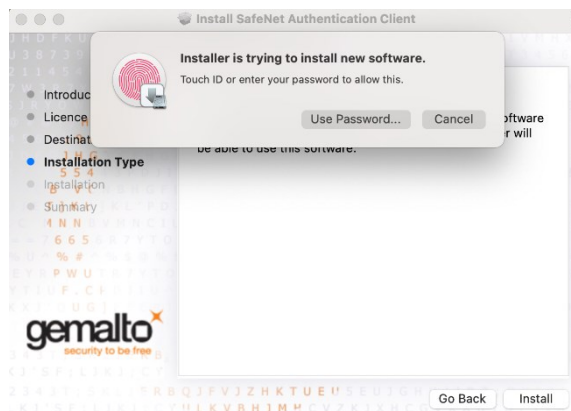 Install SafeNet Authentication Client
Installer is trying to install new software.
Touch ID or enter your password to allow this.
Use Password... Cancel
Introduc
Licence
Destinat
Installation Type
Installation
Summary
oftware
r will
be able to use this software.
gemalto
security to be free
Go Back Install